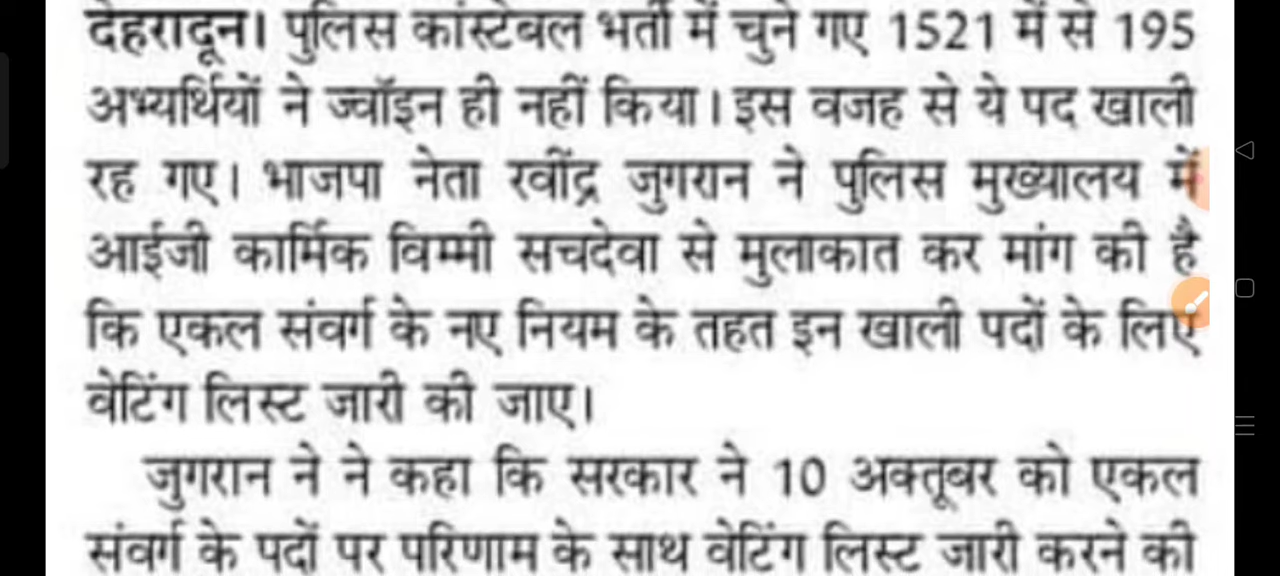 देहरादून। पुलिस कांस्टेबल भर्ती में चुने गए 1521 में से 195
अभ्यर्थियों ने ज्वॉइन ही नहीं किया। इस वजह से ये पद खाली
रह गए। भाजपा नेता रवींद्र जुगरान ने पुलिस मुख्यालय में
आईजी कार्मिक विम्मी सचदेवा से मुलाकात कर मांग की है
कि एकल संवर्ग के नए नियम के तहत इन खाली पदों के लिए
वेटिंग लिस्ट जारी की जाए।
जुगरान ने ने कहा कि सरकार ने 10 अक्तूबर को एकल
संवर्ग के पदों पर परिणाम के साथ वेटिंग लिस्ट जारी करने की